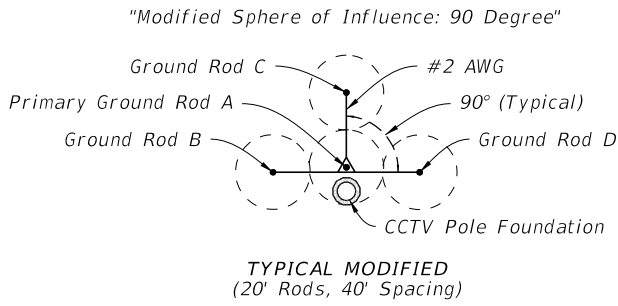 "Modified Sphere of Influence: 90 Degree"
Ground Rod C
#2 AWG
Primary Ground Rod A
90° (Typical)
Ground Rod B
Ground Rod D
CCTV Pole Foundation
TYPICAL MODIFIED
(20' Rods, 40' Spacing)